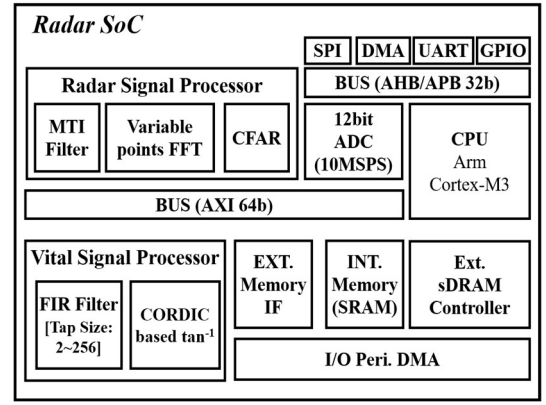 Radar SoC
SPI
DMA
UART
GPIO
BUS (AHB/APB 32b)
Radar Signal Processor
MTI
Filter
Variable
points FFT
CFAR
12bit
ADC
(10MSPS)
CPU
Arm
Cortex-M3
BUS (AXI 64b)
Vital Signal Processor
FIR Filter
[Tap Size:
2~256]
CORDIC
based tan⁻¹
EXT.
Memory
IF
INT.
Memory
(SRAM)
Ext.
sDRAM
Controller
I/O Peri. DMA